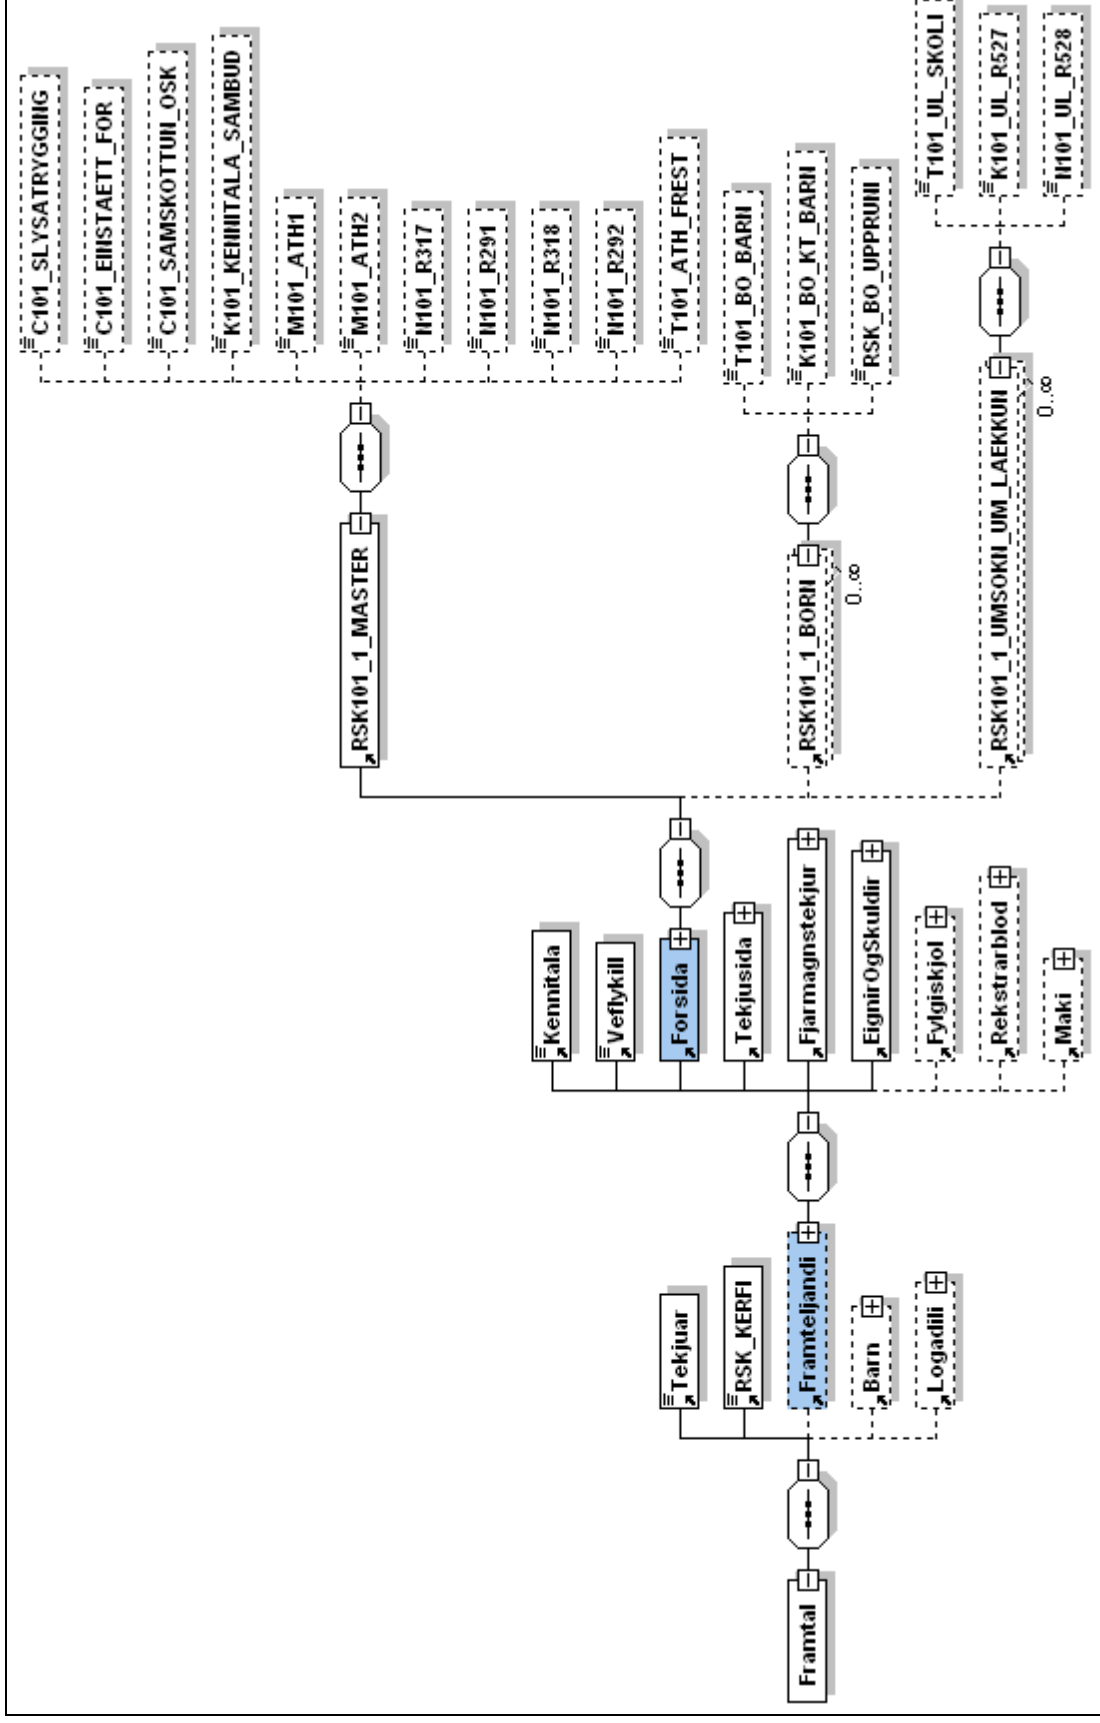 Framtal
Tekjuar
RSK_KERFI
Framteljandi
Barn
Logadili
Kennitala
Veflykill
Forsida
Tekjusida
Fjarmagnstekjur
EignirOgSkuldir
Fylgiskjol
Rekstrarblod
Maki
RSK101_1_MASTER
C101_SLYSATRYGGING
C101_EINSTAETT_FOR
C101_SAMSKOTTUN_OSK
K101_KENNITALA_SAMBUD
M101_ATH1
M101_ATH2
N101_R317
N101_R291
N101_R318
N101_R292
T101_ATH_FREST
RSK101_1_BORN
0..∞
T101_BO_BARN
K101_BO_KT_BARN
RSK_BO_UPPRUNI
RSK101_1_UMSOKN_UM_LAEKKUN
0..∞
T101_UL_SKOLI
K101_UL_R527
N101_UL_R528